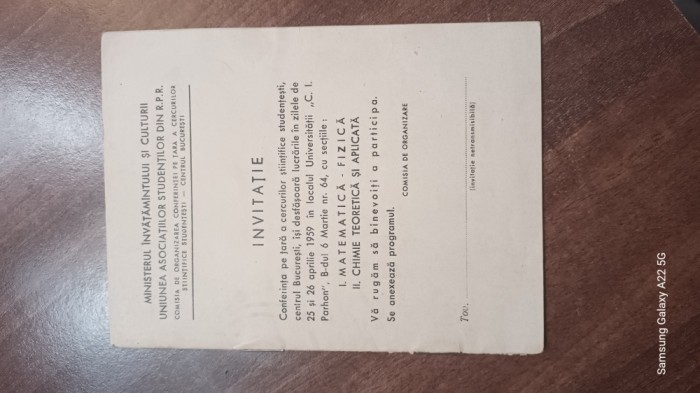 MINISTERUL ÎNVĂȚĂMÎNTULUI ȘI CULTURII
UNIUNEA ASOCIAȚIILOR STUDENȚILOR DIN R.P.R.
COMISIA DE ORGANIZAREA CONFERINȚEI PE ȚARĂ A CERCURILOR
ȘTIINȚIFICE STUDENȚEȘTI — CENTRUL BUCUREȘTI
INVITAȚIE
Conferința pe țară a cercurilor științifice studențești,
centrul București, își desfășoară lucrările în zilele de
25 și 26 aprilie 1959 în localul Universității „C. I.
Parhon", B-dul 6 Martie nr. 64, cu secțiile:
I. MATEMATICĂ - FIZICĂ
II. CHIMIE TEORETICĂ ȘI APLICATĂ
Vă rugăm să binevoiți a participa.
Se anexează programul.
COMISIA DE ORGANIZARE
Tov.
(invitație netransmisibilă)
Samsung Galaxy A22 5G